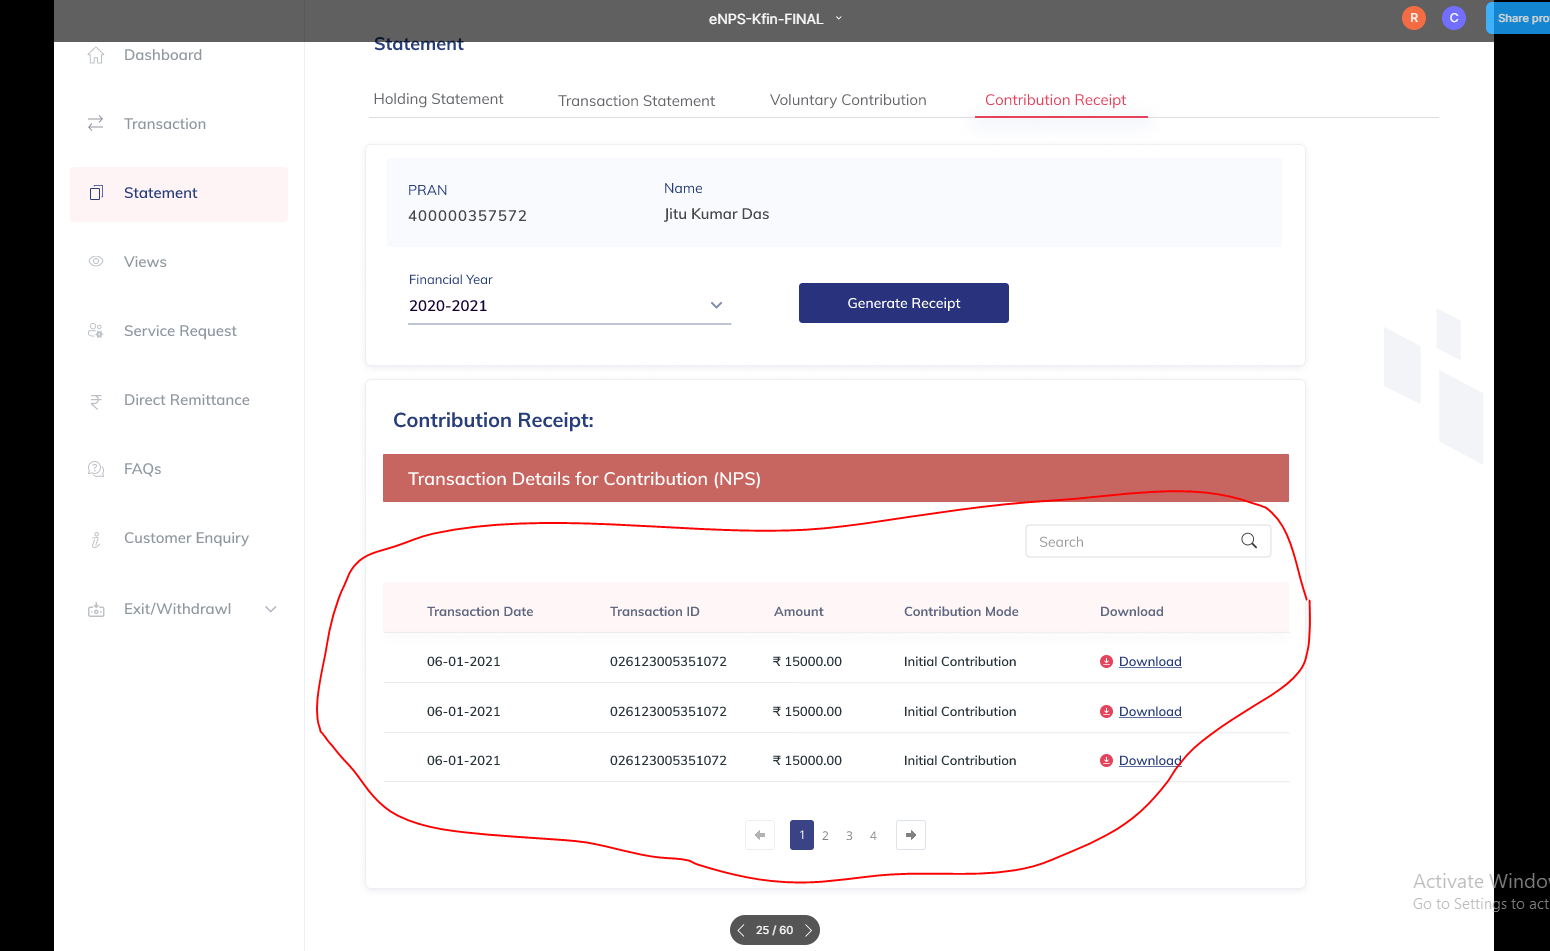 eNPS-Kfin-FINAL
R
C
Share pro
Statement
Dashboard
Transaction
Statement
Views
Service Request
Direct Remittance
FAQs
Customer Enquiry
Exit/Withdrawl
Holding Statement
Transaction Statement
Voluntary Contribution
Contribution Receipt
PRAN
400000357572
Name
Jitu Kumar Das
Financial Year
2020-2021
Generate Receipt
Contribution Receipt:
Transaction Details for Contribution (NPS)
Search
Transaction Date Transaction ID Amount Contribution Mode Download
06-01-2021 026123005351072 ₹ 15000.00 Initial Contribution Download
06-01-2021 026123005351072 ₹ 15000.00 Initial Contribution Download
06-01-2021 026123005351072 ₹ 15000.00 Initial Contribution Download
1 2 3 4
Activate Windo
Go to Settings to act
25 / 60